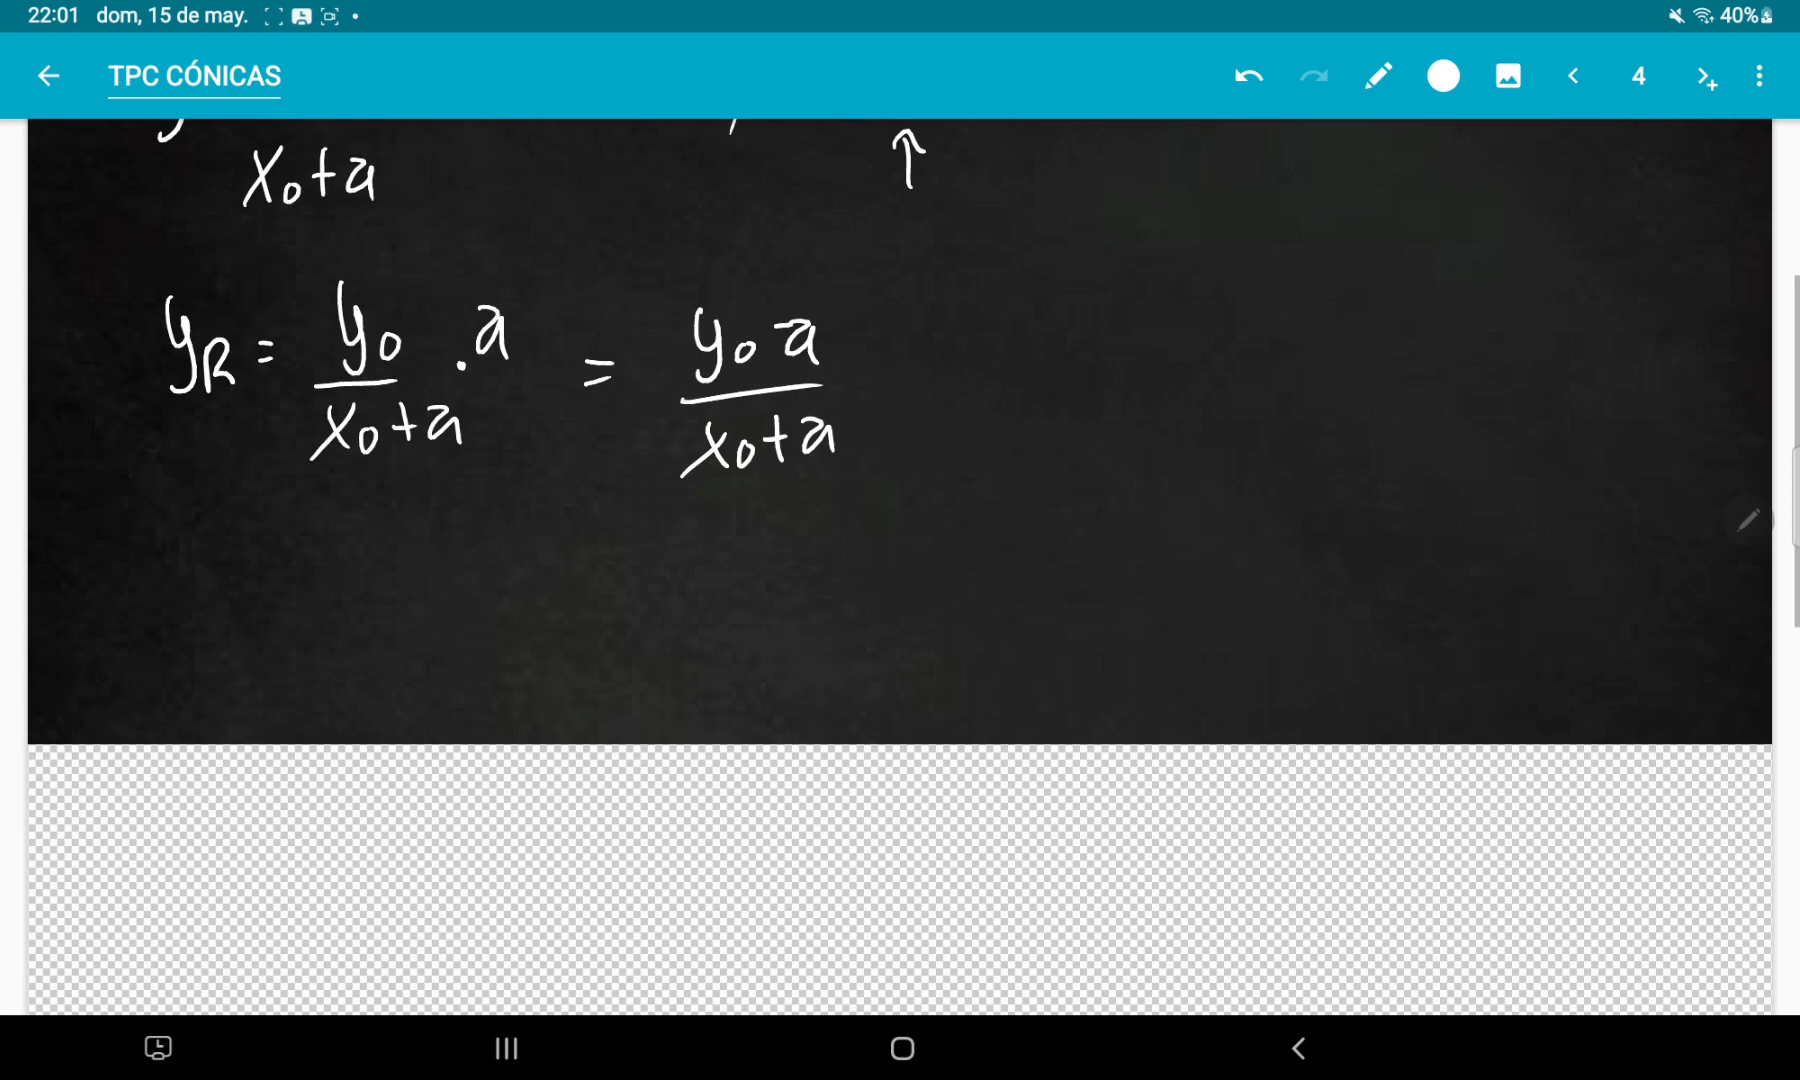 22:01 dom, 15 de may. 40%
TPC CÓNICAS 4
x₀+a
y_R = y₀/(x₀+a) .a = y₀a/(x₀+a)